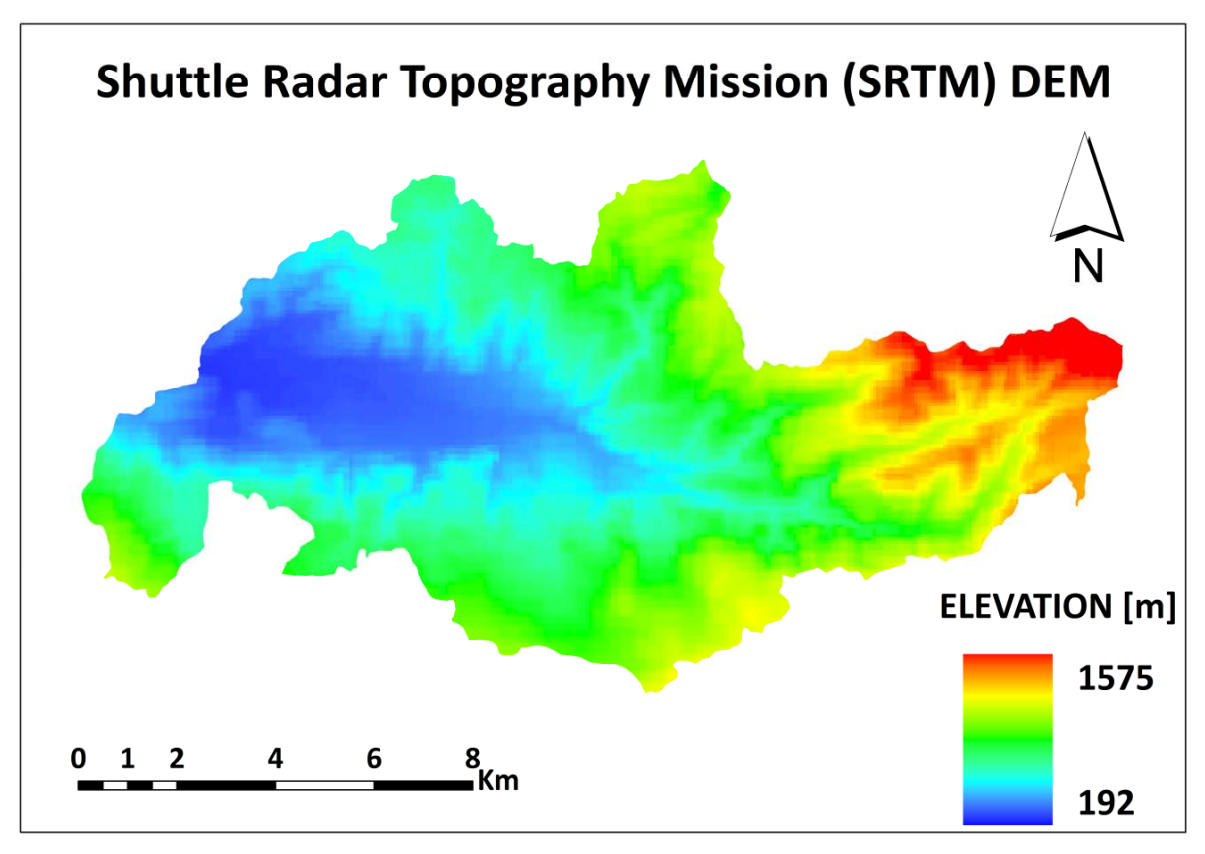 Shuttle Radar Topography Mission (SRTM) DEM
N
ELEVATION [m]
1575
192
0 1 2 4 6 8
Km